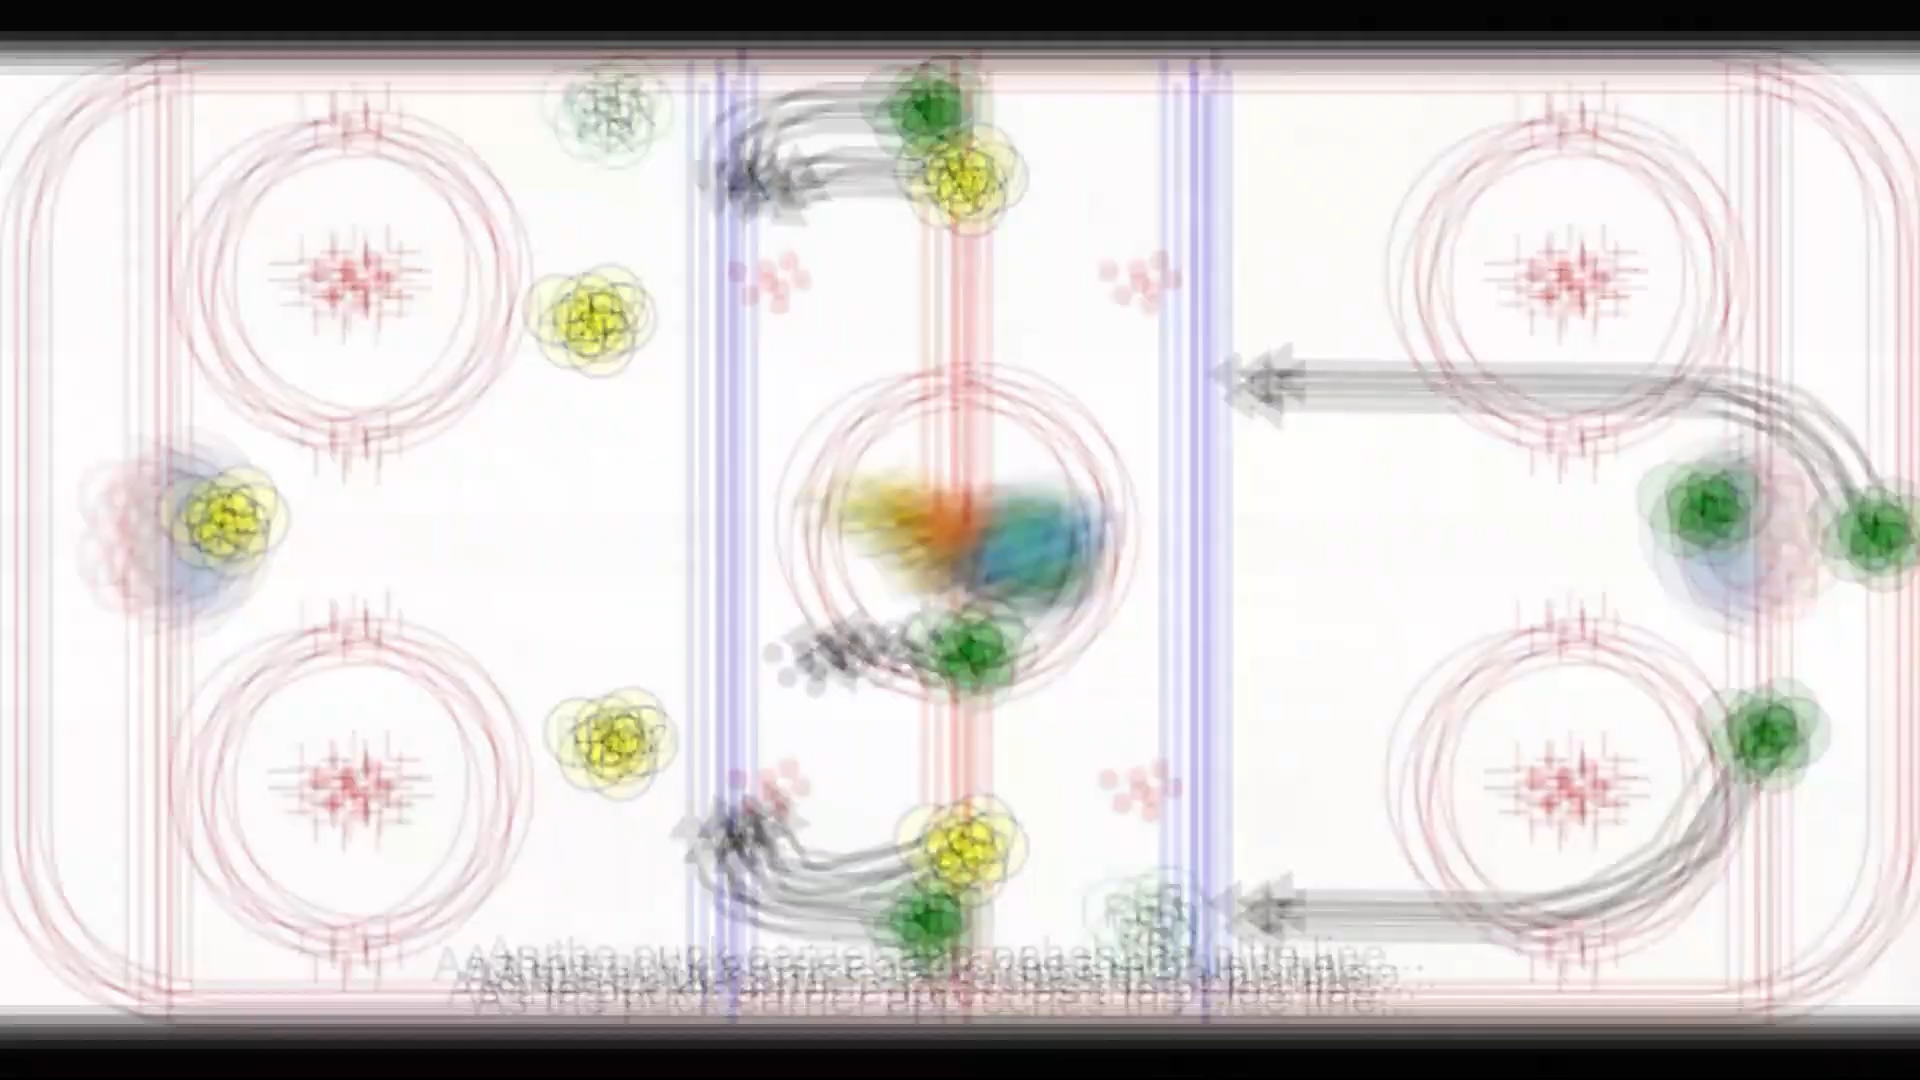 As the puck carrier approaches the blue line...